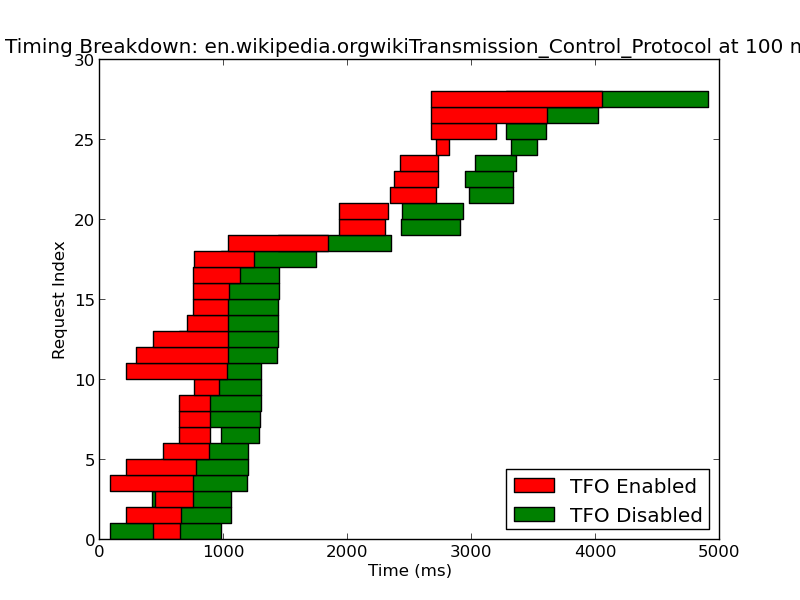 Timing Breakdown: en.wikipedia.orgwikiTransmission_Control_Protocol at 100 m
30
25
20
15
10
5
0
Request Index
TFO Enabled
TFO Disabled
0 1000 2000 3000 4000 5000
Time (ms)